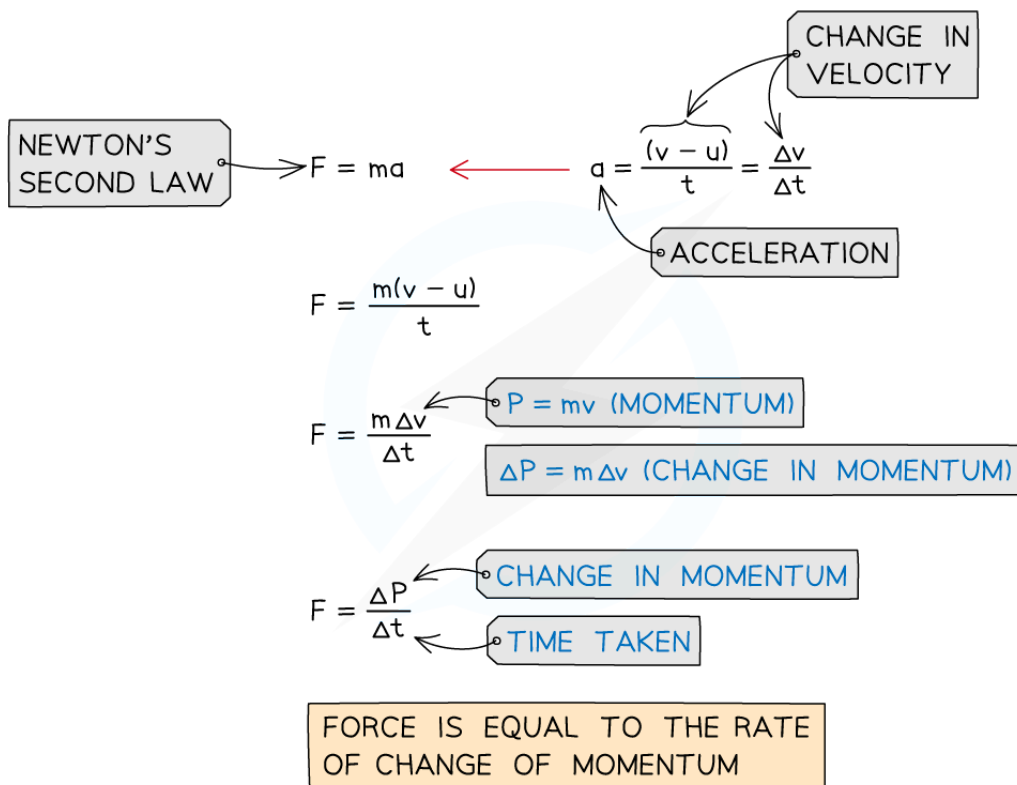 CHANGE IN
VELOCITY
NEWTON'S
SECOND LAW
F = ma
a = (v − u)/t = Δv/Δt
ACCELERATION
F = m(v − u)/t
F = mΔv/Δt
P = mv (MOMENTUM)
ΔP = mΔv (CHANGE IN MOMENTUM)
F = ΔP/Δt
CHANGE IN MOMENTUM
TIME TAKEN
FORCE IS EQUAL TO THE RATE
OF CHANGE OF MOMENTUM